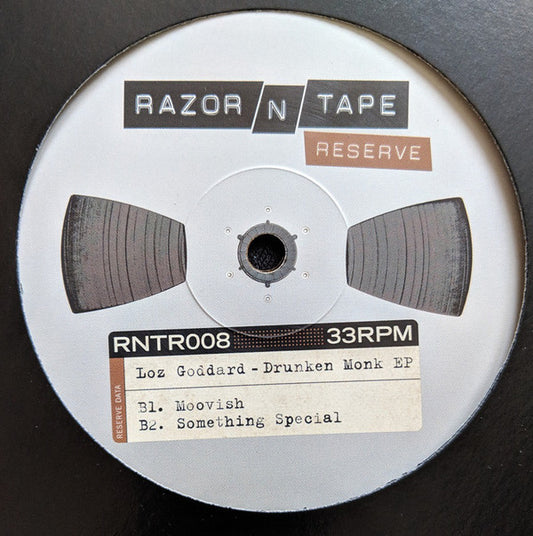 RAZOR N TAPE
RESERVE
RNTR008 33RPM
Loz Goddard - Drunken Monk EP
RESERVE DATA
B1. Moovish
B2. Something Special